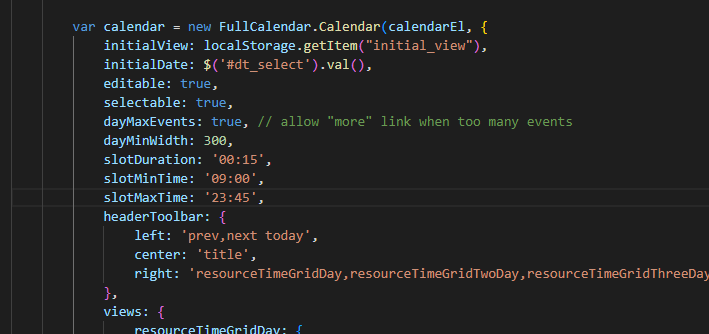 var calendar = new FullCalendar.Calendar(calendarEl, {
initialView: localStorage.getItem("initial_view"),
initialDate: $('#dt_select').val(),
editable: true,
selectable: true,
dayMaxEvents: true, // allow "more" link when too many events
dayMinWidth: 300,
slotDuration: '00:15',
slotMinTime: '09:00',
slotMaxTime: '23:45',
headerToolbar: {
left: 'prev,next today',
center: 'title',
right: 'resourceTimeGridDay,resourceTimeGridTwoDay,resourceTimeGridThreeDay
},
views: {
resourceTimeGridDay: {